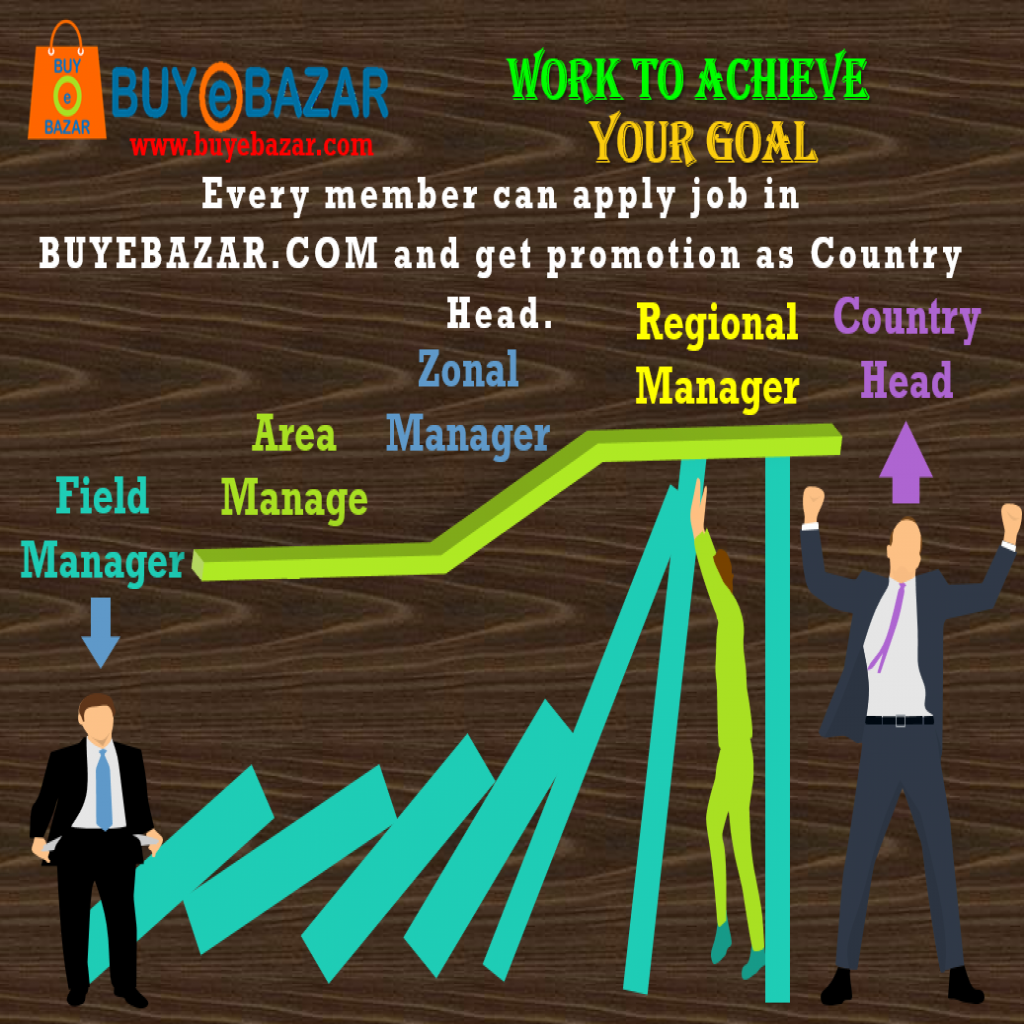 BUY
e
BAZAR
BUYeBAZAR
www.buyebazar.com
WORK TO ACHIEVE
YOUR GOAL
Every member can apply job in
BUYEBAZAR.COM and get promotion as Country
Head.
Field
Manager
Area
Manage
Zonal
Manager
Regional
Manager
Country
Head